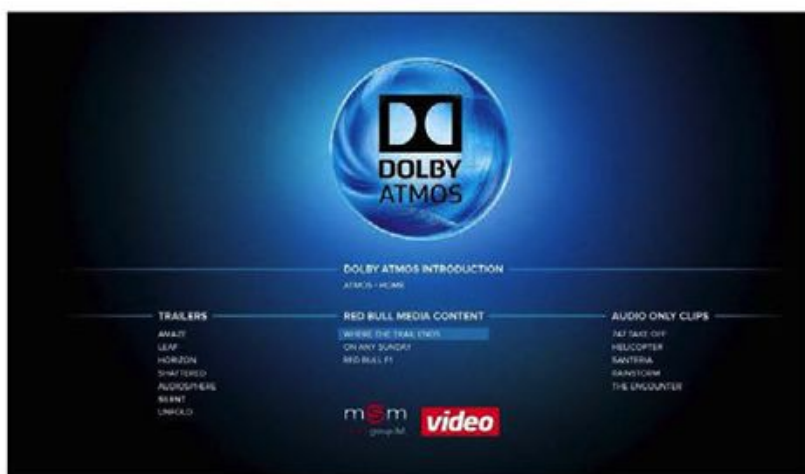 DOLBY
ATMOS
DOLBY ATMOS INTRODUCTION
ATMOS - HOME
TRAILERS
AMAZE
LEAF
HORIZON
SHATTERED
AUDIOSPHERE
SILENT
UNFOLD
RED BULL MEDIA CONTENT
WHERE THE TRAIL ENDS
ON ANY SUNDAY
RED BULL F1
AUDIO ONLY CLIPS
747 TAKE OFF
HELICOPTER
SANTERIA
RAINSTORM
THE ENCOUNTER
msm
video